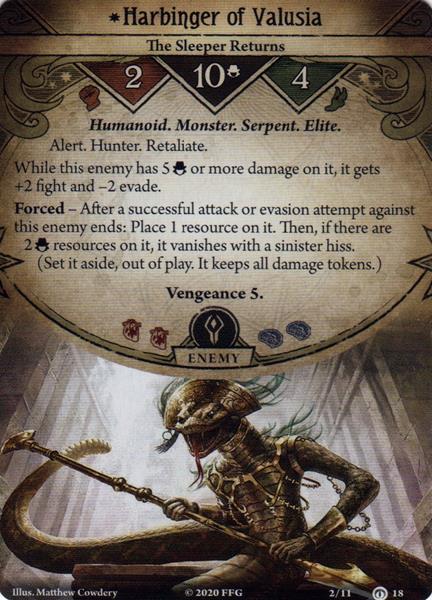 *Harbinger of Valusia
The Sleeper Returns
2 10 4
Humanoid. Monster. Serpent. Elite.
Alert. Hunter. Retaliate.
While this enemy has 5 or more damage on it, it gets
+2 fight and –2 evade.
Forced – After a successful attack or evasion attempt against
this enemy ends: Place 1 resource on it. Then, if there are
2 resources on it, it vanishes with a sinister hiss.
(Set it aside, out of play. It keeps all damage tokens.)
Vengeance 5.
ENEMY
Illus. Matthew Cowdery © 2020 FFG 2/11 18